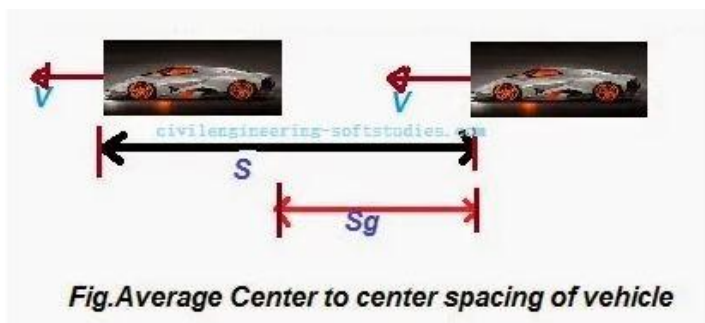 V
V
civilengineering-softstudies.com
S
Sg
Fig.Average Center to center spacing of vehicle